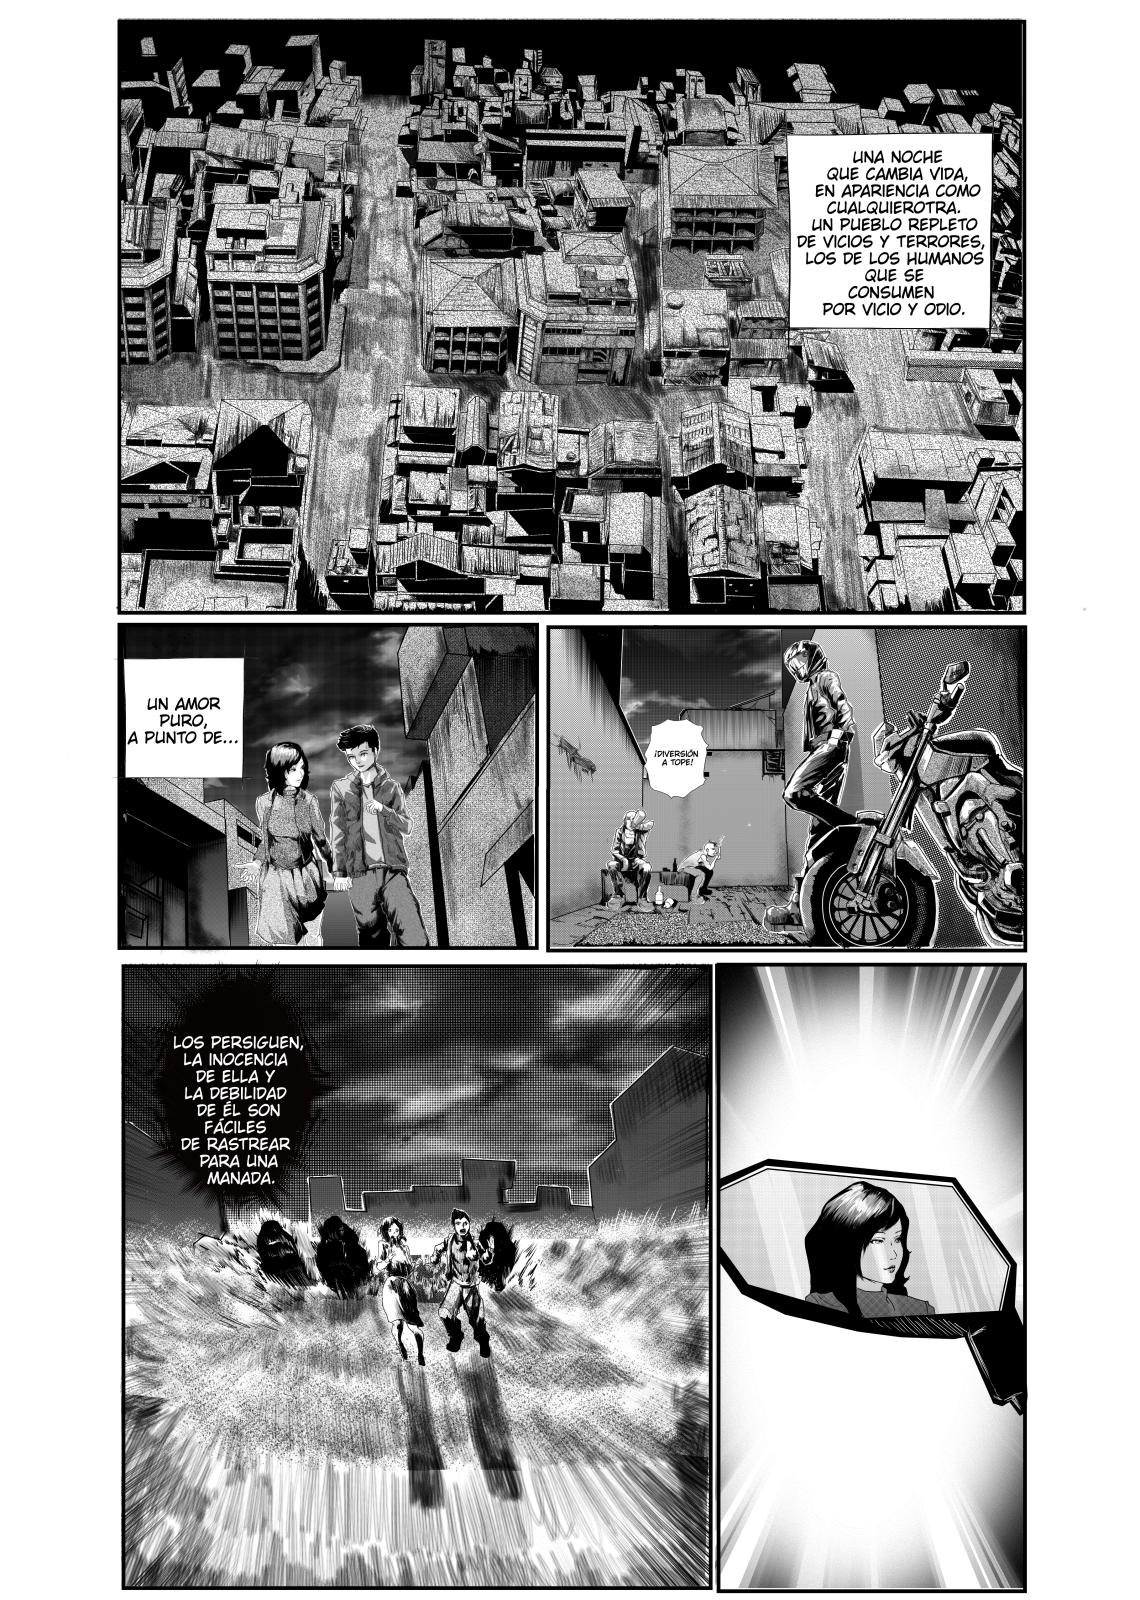 UNA NOCHE
QUE CAMBIA VIDA,
EN APARIENCIA COMO
CUALQUIEROTRA.
UN PUEBLO REPLETO
DE VICIOS Y TERRORES,
LOS DE LOS HUMANOS
QUE SE
CONSUMEN
POR VICIO Y ODIO.
UN AMOR
PURO,
A PUNTO DE...
¡DIVERSIÓN
A TOPE!
LOS PERSIGUEN,
LA INOCENCIA
DE ELLA Y
LA DEBILIDAD
DE ÉL SON
FÁCILES
DE RASTREAR
PARA UNA
MANADA.